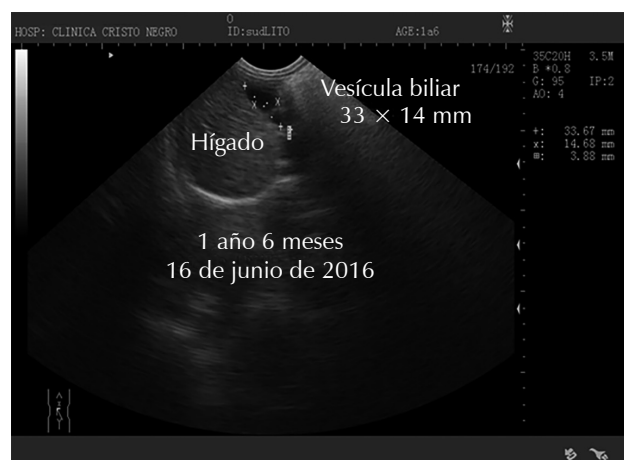 HOSP: CLINICA CRISTO NEGRO
ID:sudLITO
AGE:1a6
174/192
35C20H 3.5M
B *0.8
G: 95 IP:2
AO: 4
Vesícula biliar
33 × 14 mm
+: 33.67 mm
x: 14.68 mm
3.88 mm
Hígado
1 año 6 meses
16 de junio de 2016